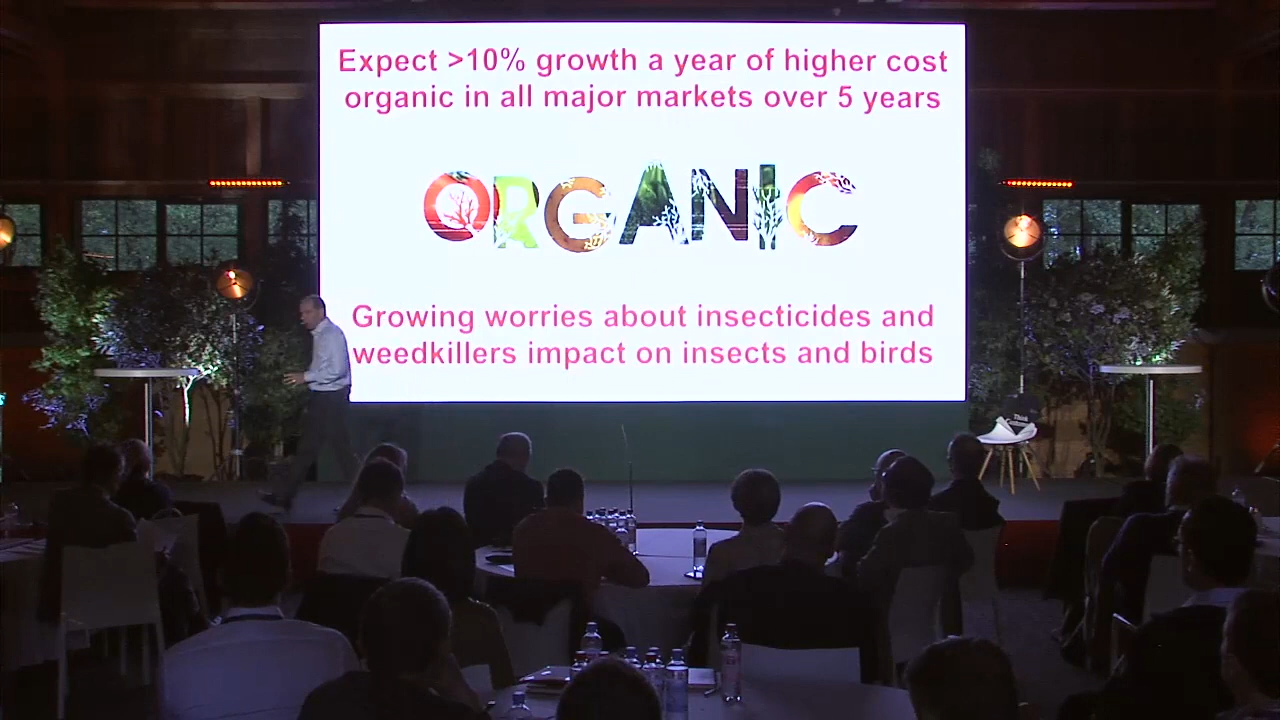 Expect >10% growth a year of higher cost
organic in all major markets over 5 years
ORGANIC
Growing worries about insecticides and
weedkillers impact on insects and birds
Think